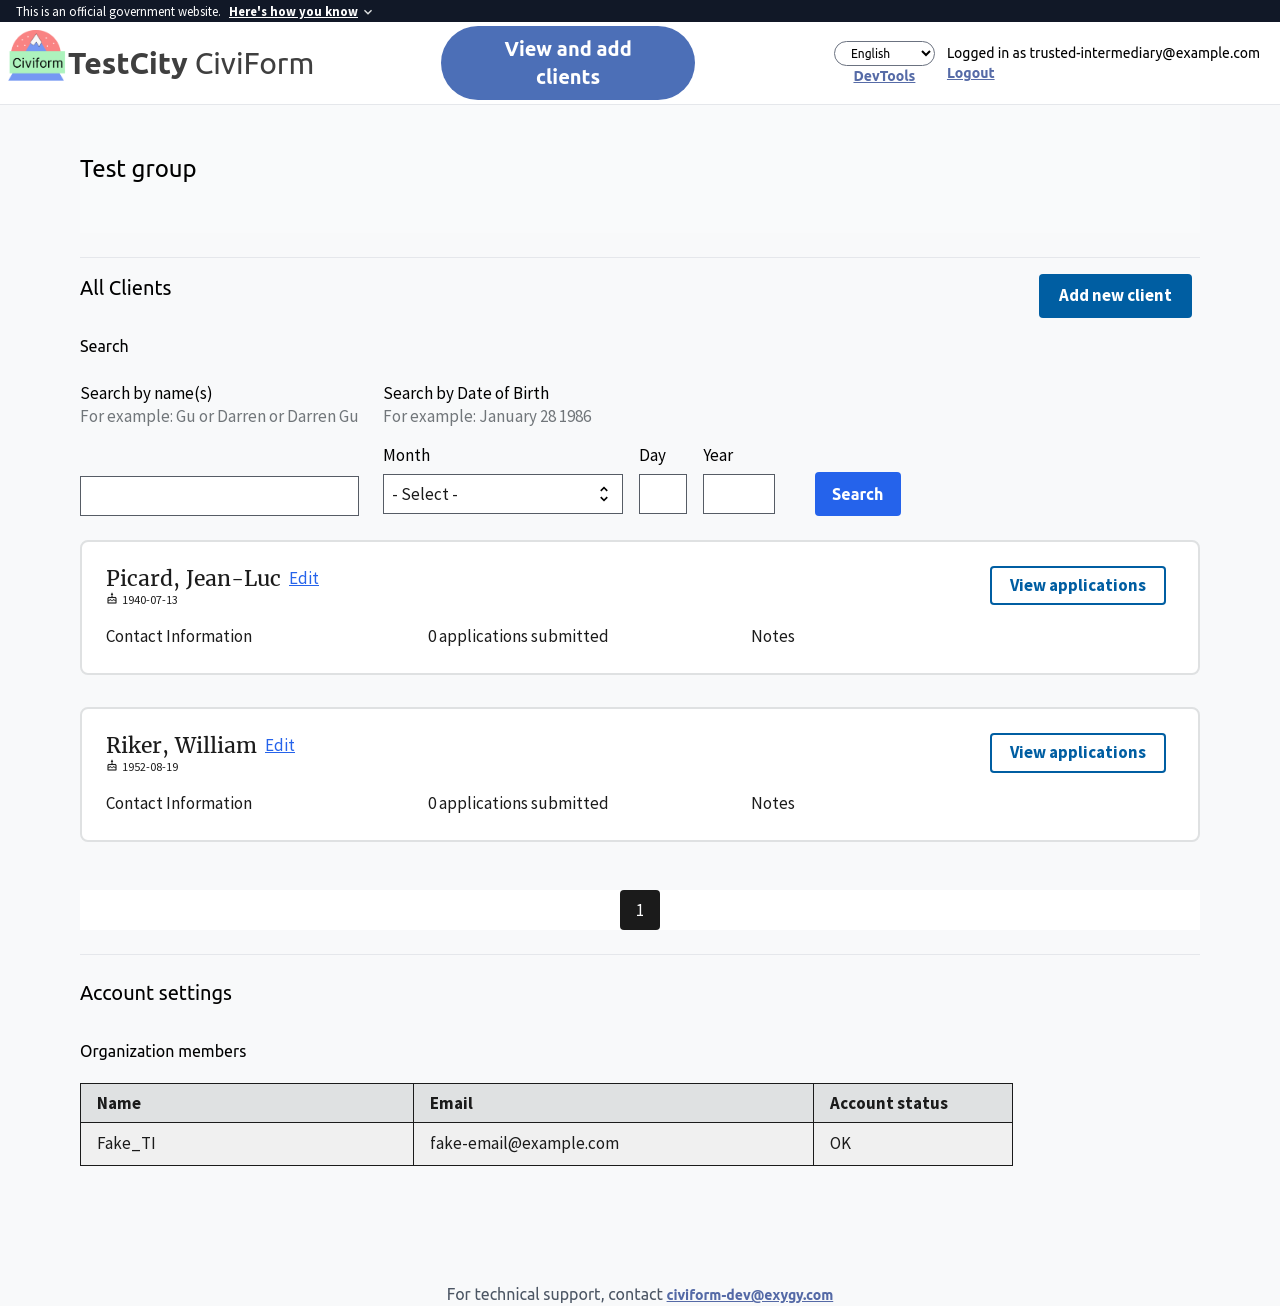 This is an official government website. Here's how you know
Civiform
TestCity CiviForm
View and add
clients
English
DevTools
Logged in as trusted-intermediary@example.com
Logout
Test group
All Clients
Add new client
Search
Search by name(s)
For example: Gu or Darren or Darren Gu
Search by Date of Birth
For example: January 28 1986
Month
Day
Year
- Select -
Search
Picard, Jean-Luc Edit
View applications
1940-07-13
Contact Information
0 applications submitted
Notes
Riker, William Edit
View applications
1952-08-19
Contact Information
0 applications submitted
Notes
1
Account settings
Organization members
Name Email Account status
Fake_TI fake-email@example.com OK
For technical support, contact civiform-dev@exygy.com